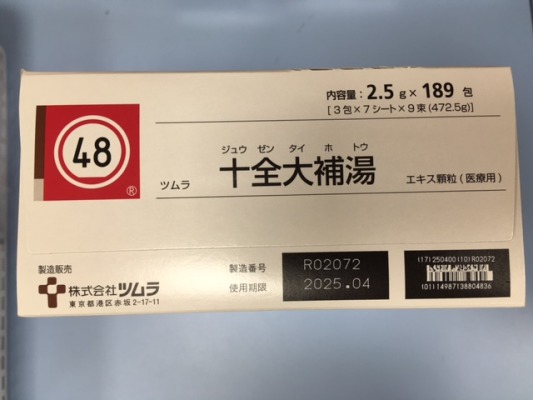 内容量：2.5g×189包
[3包×7シート×9束(472.5g)]
48
®
ジュウ ゼン タイ ホ トウ
ツムラ 十全大補湯 エキス顆粒(医療用)
製造販売
株式会社ツムラ
東京都港区赤坂2-17-11
製造番号 R02072
使用期限 2025.04
(17)250400(10)R02072
(01)14987138804836